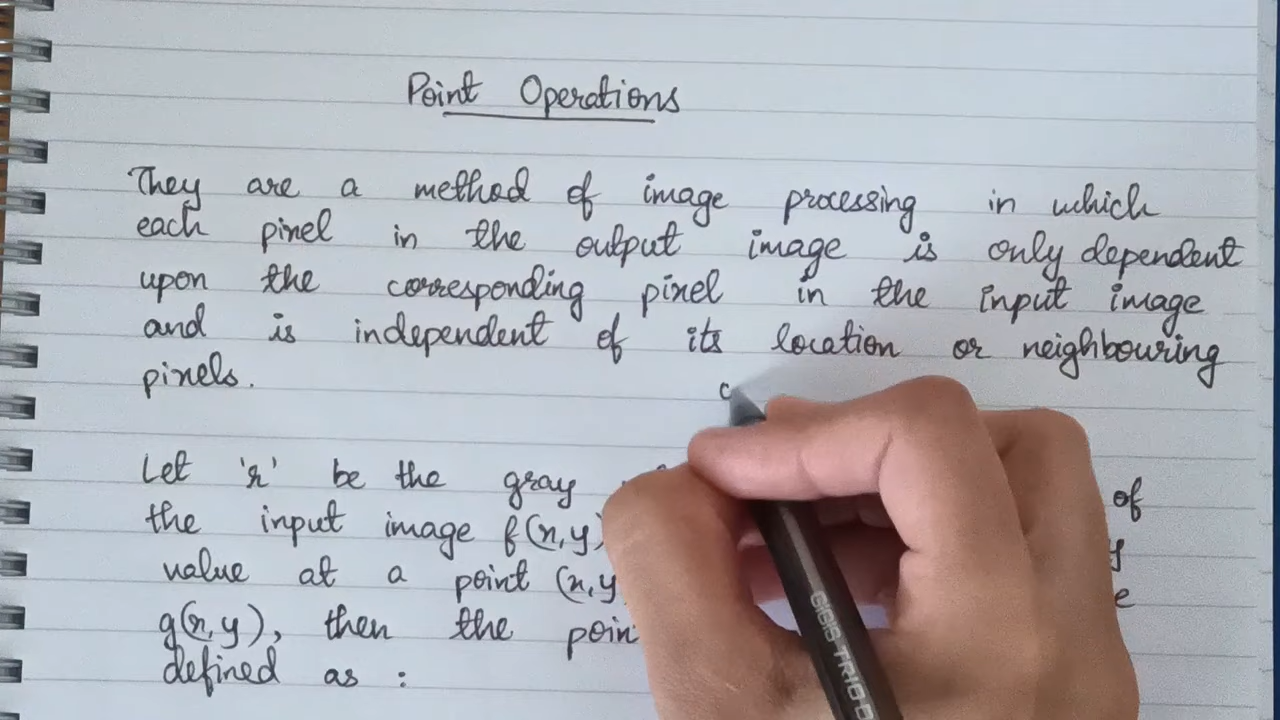 Point Operations
They are a method of image processing in which
each pixel in the output image is only dependent
upon the corresponding pixel in the input image
and is independent of its location or neighbouring
pixels.
Let 'r' be the gray of
the input image f(x,y)
value at a point (x,y
g(x,y), then the poin
defined as :